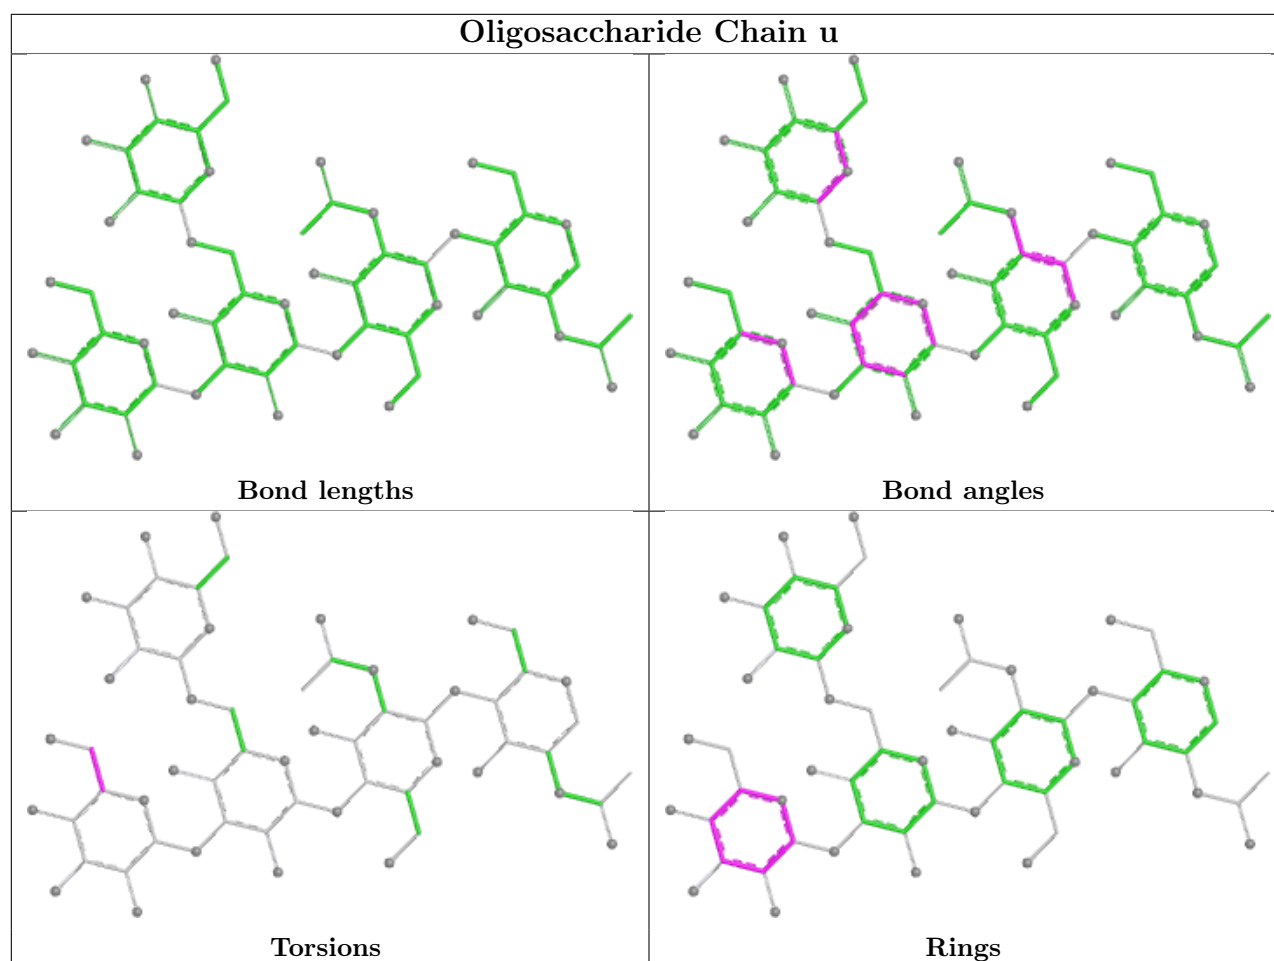 Oligosaccharide Chain u
Bond lengths
Bond angles
Torsions
Rings